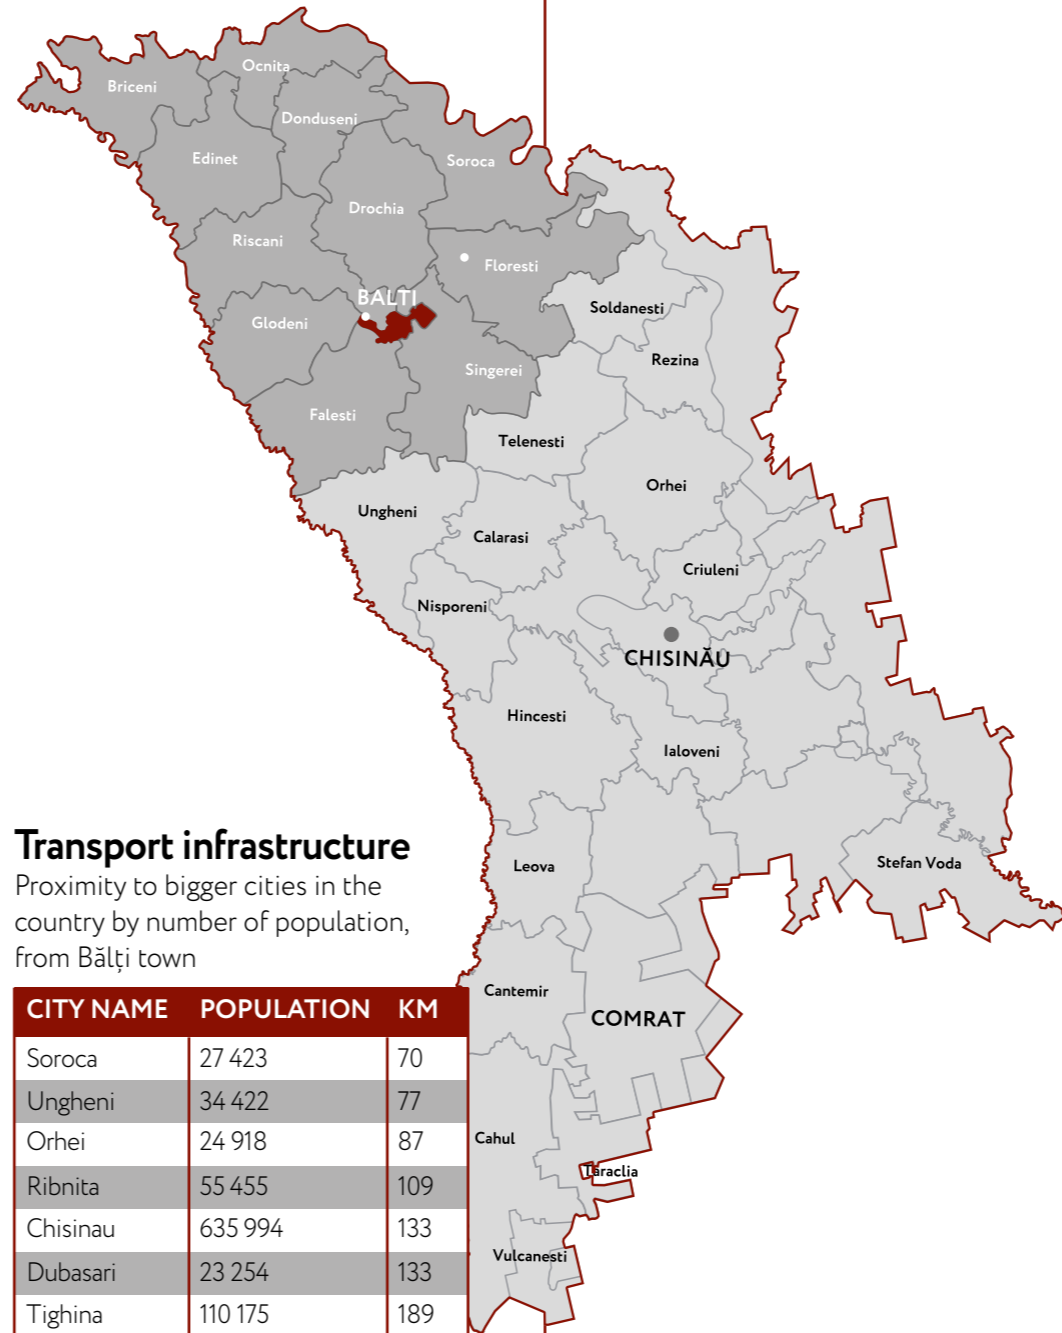 Ocnita
Briceni
Donduseni
Edinet
Soroca
Drochia
Riscani
Floresti
BALTI
Soldanesti
Glodeni
Rezina
Singerei
Falesti
Telenesti
Orhei
Ungheni
Calarasi
Criuleni
Nisporeni
CHISINĂU
Hincesti
Ialoveni
Transport infrastructure
Proximity to bigger cities in the
country by number of population,
from Bălți town
Leova
Stefan Voda
Cantemir
COMRAT
Cahul
Taraclia
Vulcanesti
CITY NAME POPULATION KM
Soroca 27 423 70
Ungheni 34 422 77
Orhei 24 918 87
Ribnita 55 455 109
Chisinau 635 994 133
Dubasari 23 254 133
Tighina 110 175 189